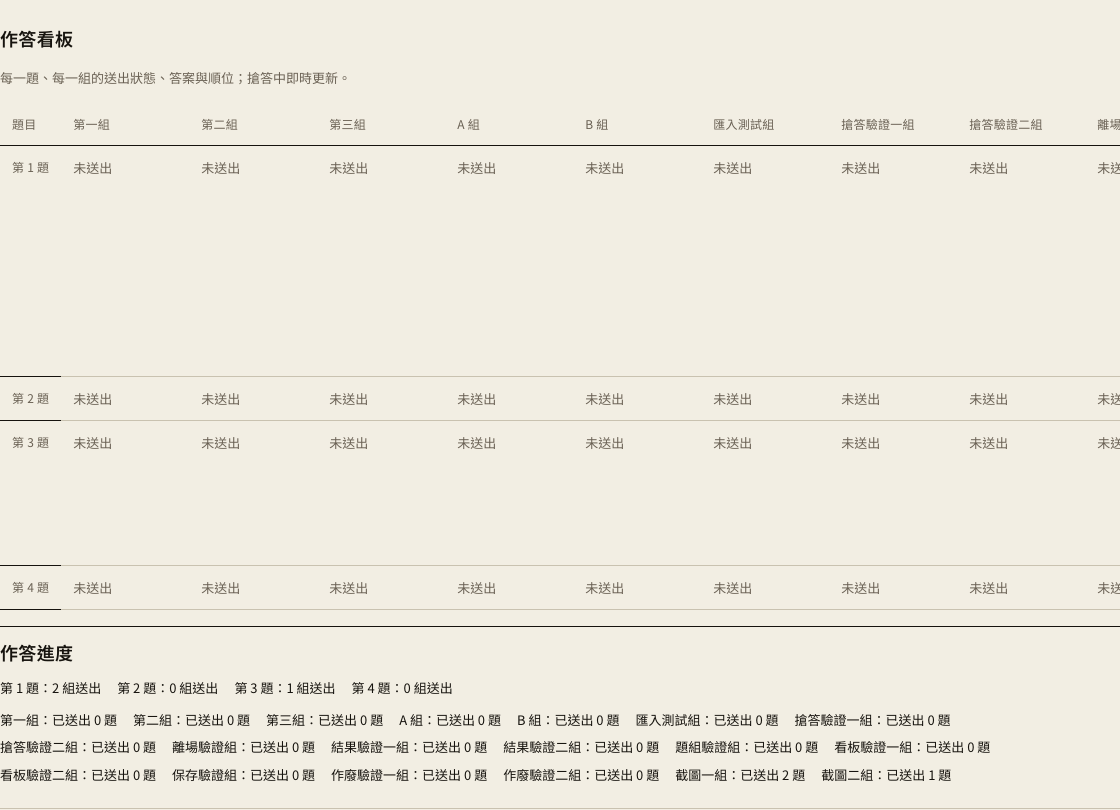 作答看板
每一題、每一組的送出狀態、答案與順位；搶答中即時更新。
題目 第一組 第二組 第三組 A 組 B 組 匯入測試組 搶答驗證一組 搶答驗證二組 離場
第 1 題 未送出 未送出 未送出 未送出 未送出 未送出 未送出 未送出 未送
第 2 題 未送出 未送出 未送出 未送出 未送出 未送出 未送出 未送出 未送
第 3 題 未送出 未送出 未送出 未送出 未送出 未送出 未送出 未送出 未送
第 4 題 未送出 未送出 未送出 未送出 未送出 未送出 未送出 未送出 未送
作答進度
第 1 題：2 組送出 第 2 題：0 組送出 第 3 題：1 組送出 第 4 題：0 組送出
第一組：已送出 0 題 第二組：已送出 0 題 第三組：已送出 0 題 A 組：已送出 0 題 B 組：已送出 0 題 匯入測試組：已送出 0 題 搶答驗證一組：已送出 0 題
搶答驗證二組：已送出 0 題 離場驗證組：已送出 0 題 結果驗證一組：已送出 0 題 結果驗證二組：已送出 0 題 題組驗證組：已送出 0 題 看板驗證一組：已送出 0 題
看板驗證二組：已送出 0 題 保存驗證組：已送出 0 題 作廢驗證一組：已送出 0 題 作廢驗證二組：已送出 0 題 截圖一組：已送出 2 題 截圖二組：已送出 1 題